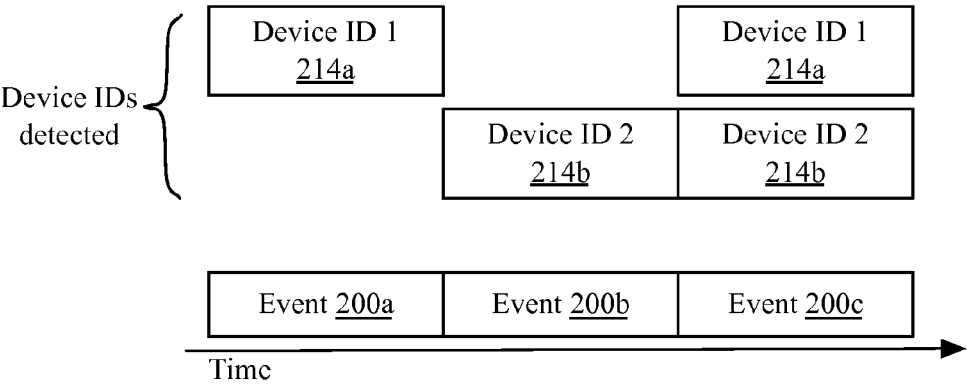 Device ID 1
214a
Device ID 1
214a
Device IDs
detected
Device ID 2
214b
Device ID 2
214b
Event 200a
Event 200b
Event 200c
Time